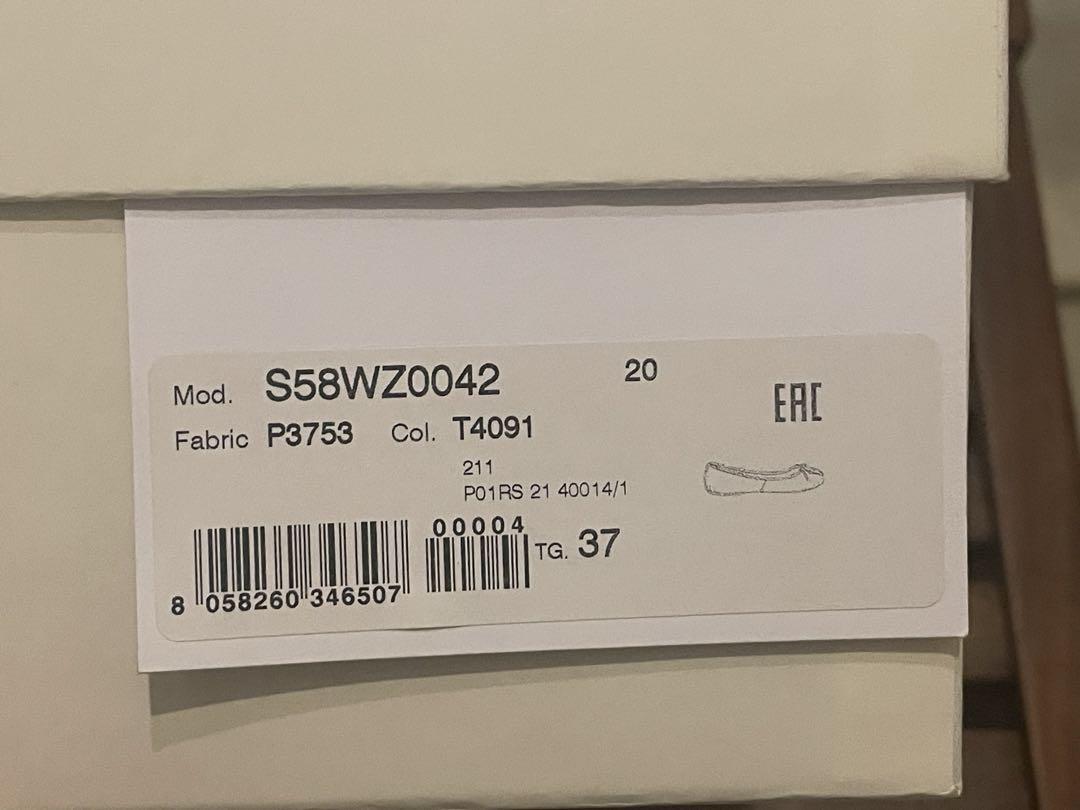 Mod. S58WZ0042 20
EAC
Fabric P3753 Col. T4091
211
P01RS 21 40014/1
00004
TG. 37
8 058260 346507